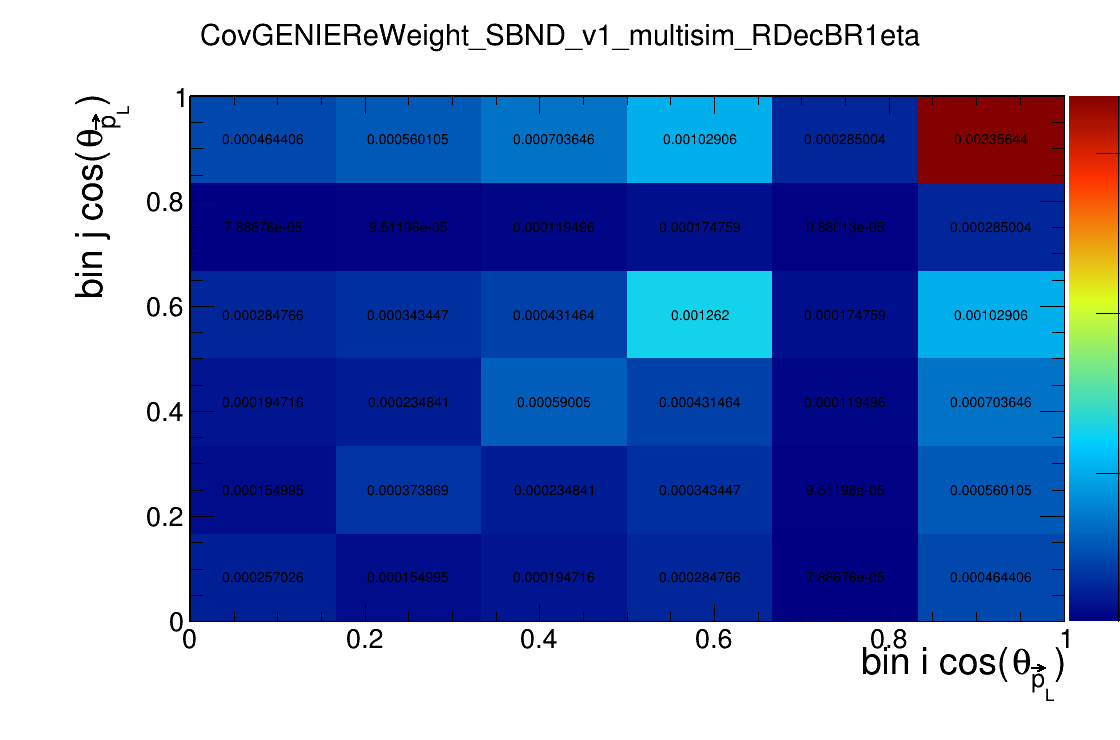 CovGENIEReWeight_SBND_v1_multisim_RDecBR1eta
bin j cos(θ_p⃗_L)
1
0.8
0.6
0.4
0.2
0
0.000464406 0.000560105 0.000703646 0.00102906 0.000285004 0.00335644
7.88676e-05 9.51196e-05 0.000119496 0.000174759 9.68013e-05 0.000285004
0.000284766 0.000343447 0.000431464 0.001262 0.000174759 0.00102906
0.000194716 0.000234841 0.00059005 0.000431464 0.000119496 0.000703646
0.000154995 0.000373869 0.000234841 0.000343447 9.51196e-05 0.000560105
0.000257026 0.000154995 0.000194716 0.000284766 7.88676e-05 0.000464406
0 0.2 0.4 0.6 0.8 1
bin i cos(θ_p⃗_L)